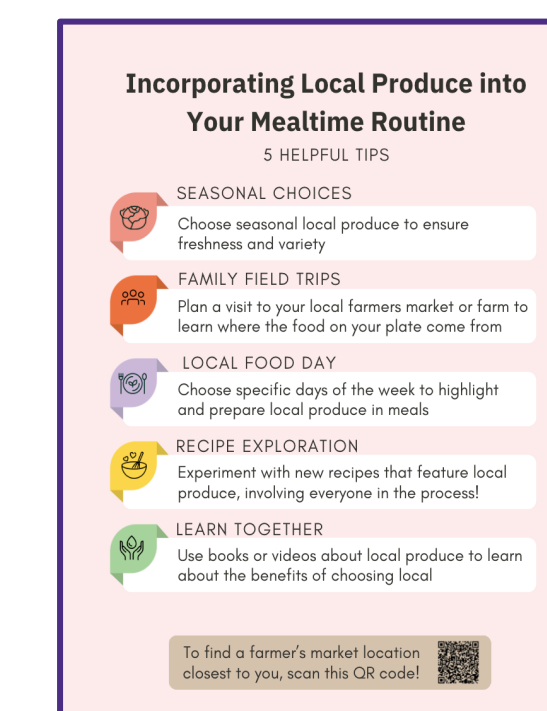 Incorporating Local Produce into
Your Mealtime Routine
5 HELPFUL TIPS
SEASONAL CHOICES
Choose seasonal local produce to ensure
freshness and variety
FAMILY FIELD TRIPS
Plan a visit to your local farmers market or farm to
learn where the food on your plate come from
LOCAL FOOD DAY
Choose specific days of the week to highlight
and prepare local produce in meals
RECIPE EXPLORATION
Experiment with new recipes that feature local
produce, involving everyone in the process!
LEARN TOGETHER
Use books or videos about local produce to learn
about the benefits of choosing local
To find a farmer's market location
closest to you, scan this QR code!